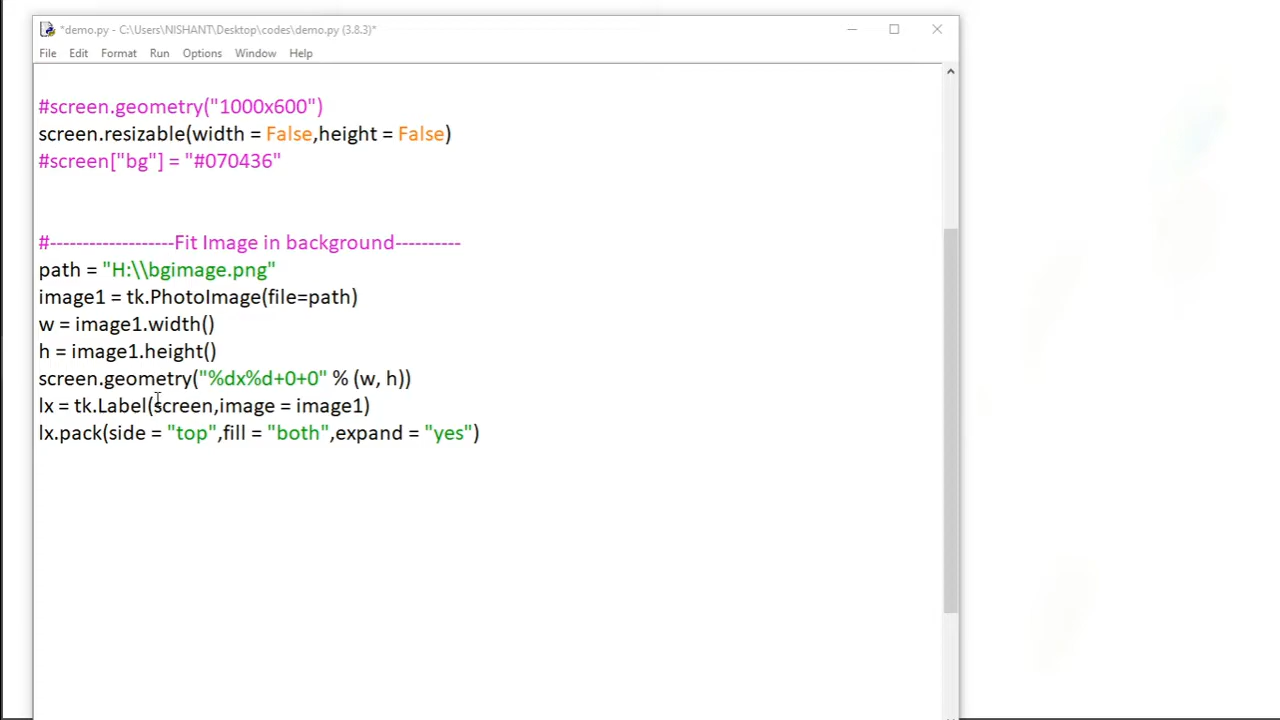 *demo.py - C:\Users\NISHANT\Desktop\codes\demo.py (3.8.3)*
File Edit Format Run Options Window Help
#screen.geometry("1000x600")
screen.resizable(width = False,height = False)
#screen["bg"] = "#070436"
#-------------------Fit Image in background----------
path = "H:\\bgimage.png"
image1 = tk.PhotoImage(file=path)
w = image1.width()
h = image1.height()
screen.geometry("%dx%d+0+0" % (w, h))
lx = tk.Label(screen,image = image1)
lx.pack(side = "top",fill = "both",expand = "yes")